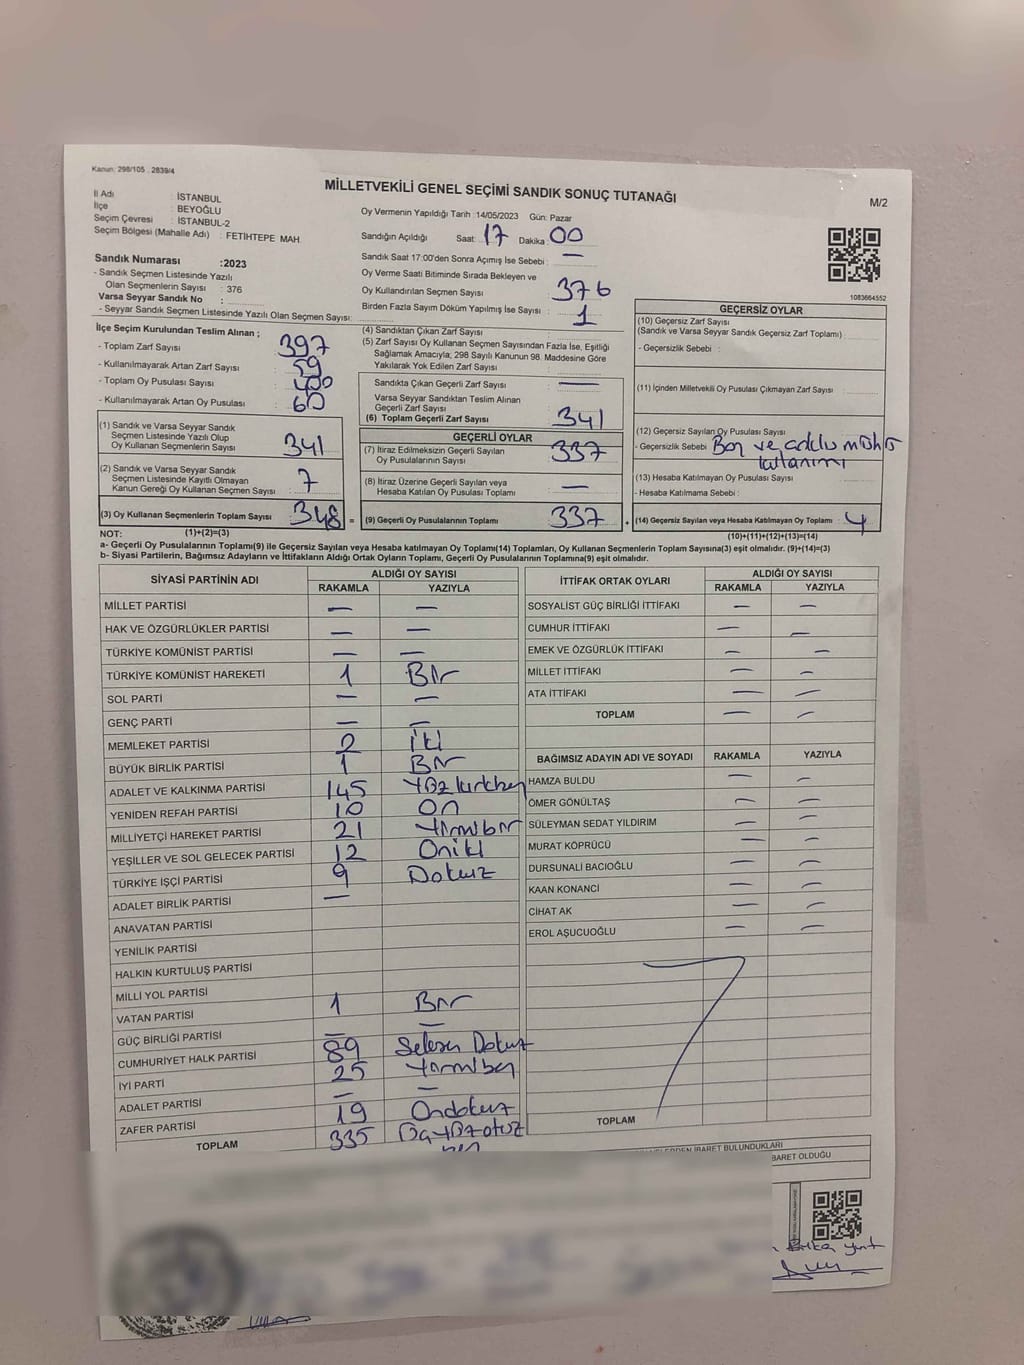 Kanun: 298/105 . 2839/4
MİLLETVEKİLİ GENEL SEÇİMİ SANDIK SONUÇ TUTANAĞI
M/2
İl Adı : İSTANBUL
İlçe : BEYOĞLU
Seçim Çevresi : İSTANBUL-2
Seçim Bölgesi (Mahalle Adı) : FETİHTEPE MAH.
Oy Vermenin Yapıldığı Tarih :14/05/2023 Gün: Pazar
Sandığın Açıldığı Saat: 17 Dakika: 00
Sandık Saat 17:00'den Sonra Açımış İse Sebebi : —
Oy Verme Saati Bitiminde Sırada Bekleyen ve
Oy Kullandırılan Seçmen Sayısı : 376
Birden Fazla Sayım Döküm Yapılmış İse Sayısı : 1
Sandık Numarası :2023
- Sandık Seçmen Listesinde Yazılı
Olan Seçmenlerin Sayısı : 376
Varsa Seyyar Sandık No :
- Seyyar Sandık Seçmen Listesinde Yazılı Olan Seçmen Sayısı:
1083664552
İlçe Seçim Kurulundan Teslim Alınan ;
- Toplam Zarf Sayısı : 397
- Kullanılmayarak Artan Zarf Sayısı : 59
- Toplam Oy Pusulası Sayısı : 400
- Kullanılmayarak Artan Oy Pusulası : 60
(1) Sandık ve Varsa Seyyar Sandık
Seçmen Listesinde Yazılı Olup
Oy Kullanan Seçmenlerin Sayısı : 341
(2) Sandık ve Varsa Seyyar Sandık
Seçmen Listesinde Kayıtlı Olmayan
Kanun Gereği Oy Kullanan Seçmen Sayısı : 7
(3) Oy Kullanan Seçmenlerin Toplam Sayısı : 348 =
(4) Sandıktan Çıkan Zarf Sayısı :
(5) Zarf Sayısı Oy Kullanan Seçmen Sayısından Fazla İse, Eşitliği
Sağlamak Amacıyla, 298 Sayılı Kanunun 98. Maddesine Göre
Yakılarak Yok Edilen Zarf Sayısı :
Sandıkta Çıkan Geçerli Zarf Sayısı : —
Varsa Seyyar Sandıktan Teslim Alınan
Geçerli Zarf Sayısı :
(6) Toplam Geçerli Zarf Sayısı : 341
GEÇERLİ OYLAR
(7) İtiraz Edilmeksizin Geçerli Sayılan
Oy Pusulalarının Sayısı : 337
(8) İtiraz Üzerine Geçerli Sayılan veya
Hesaba Katılan Oy Pusulası Toplamı : —
(9) Geçerli Oy Pusulalarının Toplamı : 337
GEÇERSİZ OYLAR
(10) Geçersiz Zarf Sayısı
(Sandık ve Varsa Seyyar Sandık Geçersiz Zarf Toplamı) :
- Geçersizlik Sebebi :
(11) İçinden Milletvekili Oy Pusulası Çıkmayan Zarf Sayısı :
(12) Geçersiz Sayılan Oy Pusulası Sayısı :
- Geçersizlik Sebebi :
(13) Hesaba Katılmayan Oy Pusulası Sayısı :
- Hesaba Katılmama Sebebi :
(14) Geçersiz Sayılan veya Hesaba Katılmayan Oy Toplamı : 4
NOT: (1)+(2)=(3) (10)+(11)+(12)+(13)=(14)
a- Geçerli Oy Pusulalarının Toplamı(9) ile Geçersiz Sayılan veya Hesaba katılmayan Oy Toplamı(14) Toplamları, Oy Kullanan Seçmenlerin Toplam Sayısına(3) eşit olmalıdır. (9)+(14)=(3)
b- Siyasi Partilerin, Bağımsız Adayların ve İttifakların Aldığı Ortak Oyların Toplamı, Geçerli Oy Pusulalarının Toplamına(9) eşit olmalıdır.
SİYASİ PARTİNİN ADI ALDIĞI OY SAYISI
RAKAMLA YAZIYLA
MİLLET PARTİSİ — —
HAK VE ÖZGÜRLÜKLER PARTİSİ — —
TÜRKİYE KOMÜNİST PARTİSİ — —
TÜRKİYE KOMÜNİST HAREKETİ 1 Bir
SOL PARTİ — —
GENÇ PARTİ — —
MEMLEKET PARTİSİ 2 iki
BÜYÜK BİRLİK PARTİSİ 1 Bir
ADALET VE KALKINMA PARTİSİ 145 Yüzkırkbeş
YENİDEN REFAH PARTİSİ 10 On
MİLLİYETÇİ HAREKET PARTİSİ 21 Yirmibir
YEŞİLLER VE SOL GELECEK PARTİSİ 12 Oniki
TÜRKİYE İŞÇİ PARTİSİ 9 Dokuz
ADALET BİRLİK PARTİSİ —
ANAVATAN PARTİSİ
YENİLİK PARTİSİ
HALKIN KURTULUŞ PARTİSİ
MİLLİ YOL PARTİSİ
VATAN PARTİSİ 1 Bir
GÜÇ BİRLİĞİ PARTİSİ — —
CUMHURİYET HALK PARTİSİ 89 Seksen Dokuz
İYİ PARTİ 25 Yirmibeş
ADALET PARTİSİ — —
ZAFER PARTİSİ 19 Ondokuz
TOPLAM 335
İTTİFAK ORTAK OYLARI ALDIĞI OY SAYISI
RAKAMLA YAZIYLA
SOSYALİST GÜÇ BİRLİĞİ İTTİFAKI — —
CUMHUR İTTİFAKI — —
EMEK VE ÖZGÜRLÜK İTTİFAKI — —
MİLLET İTTİFAKI — —
ATA İTTİFAKI — —
TOPLAM — —
BAĞIMSIZ ADAYIN ADI VE SOYADI RAKAMLA YAZIYLA
HAMZA BULDU — —
ÖMER GÖNÜLTAŞ — —
SÜLEYMAN SEDAT YILDIRIM — —
MURAT KÖPRÜCÜ — —
DURSUNALİ BACIOĞLU — —
KAAN KONANCİ — —
CİHAT AK — —
EROL AŞUCUOĞLU — —
TOPLAM
İBARET BULUNDUKLARI
BARET OLDUĞU